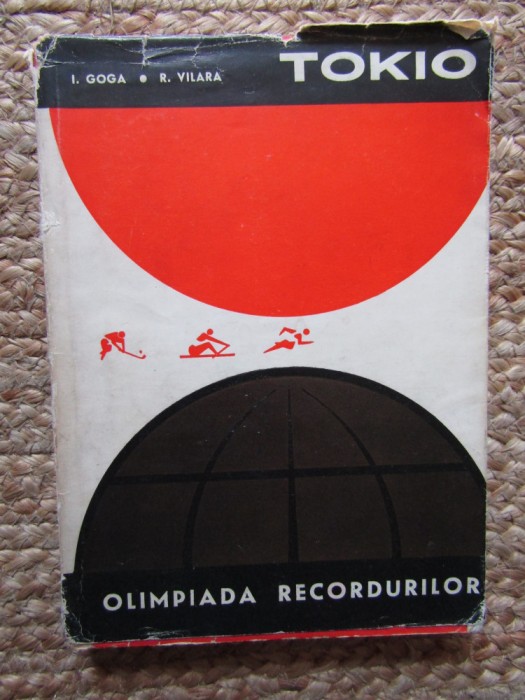 I. GOGA • R. VILARA TOKIO
OLIMPIADA RECORDURILOR